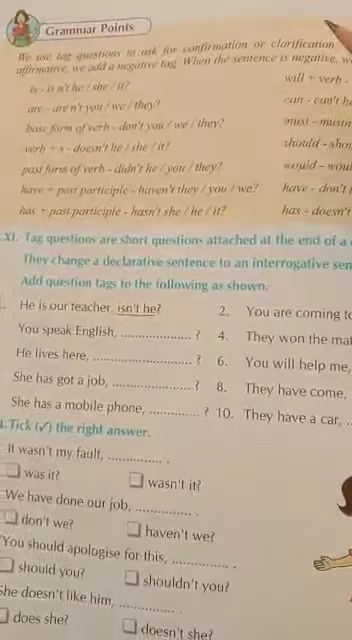 Grammar Points
We use tag questions to ask for confirmation or clarification
affirmative, we add a negative tag. When the sentence is negative,
is - is n't he / she / it?
will + verb -
are - are n't you / we / they?
can - can't he
base form of verb - don't you / we / they?
must -
verb + s - doesn't he / she / it?
should -
past form of verb - didn't he / you / they?
would -
have + past participle - haven't they / you / we?
have - don't
has + past participle - hasn't she / he / it?
has - doesn't
XI. Tag questions are short questions attached at the end of a
They change a declarative sentence to an interrogative
Add question tags to the following as shown.
He is our teacher, isn't he?
2. You are coming
You speak English, .................... ?
4. They won the
He lives here, ............................ ?
6. You will help me,
She has got a job, ...................... ?
8. They have come,
She has a mobile phone, .............. ?
10. They have a car, ..
Tick (✓) the right answer.
It wasn't my fault, ............... .
was it?
wasn't it?
We have done our job, ............... .
don't we?
haven't we?
You should apologise for this, ............... .
should you?
shouldn't you?
She doesn't like him, ............... .
does she?
doesn't she?